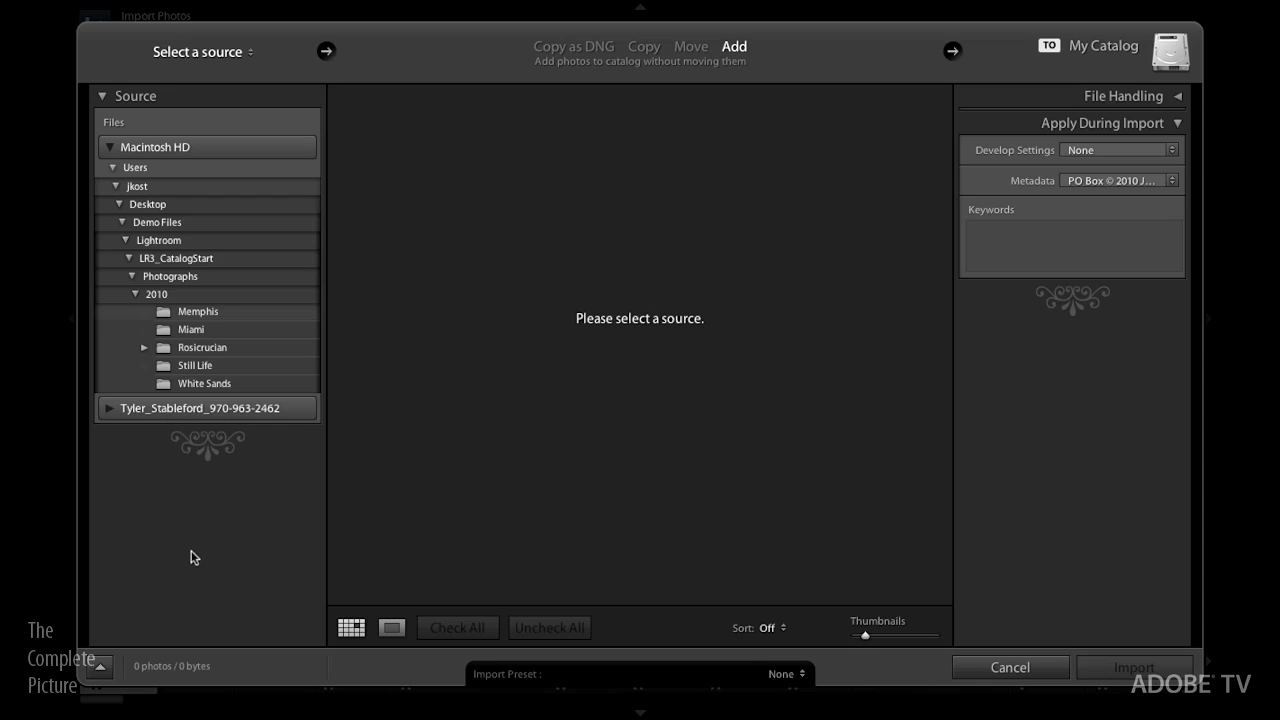 Import Photos
Select a source
Copy as DNG Copy Move Add
Add photos to catalog without moving them
TO My Catalog
Source
Files
Macintosh HD
Users
jkost
Desktop
Demo Files
Lightroom
LR3_CatalogStart
Photographs
2010
Memphis
Miami
Rosicrucian
Still Life
White Sands
Tyler_Stableford_970-963-2462
Please select a source.
File Handling
Apply During Import
Develop Settings None
Metadata PO Box © 2010 J...
Keywords
Check All Uncheck All
Sort: Off
Thumbnails
0 photos / 0 bytes
Import Preset : None
Cancel Import
The
Complete
Picture
ADOBE® TV